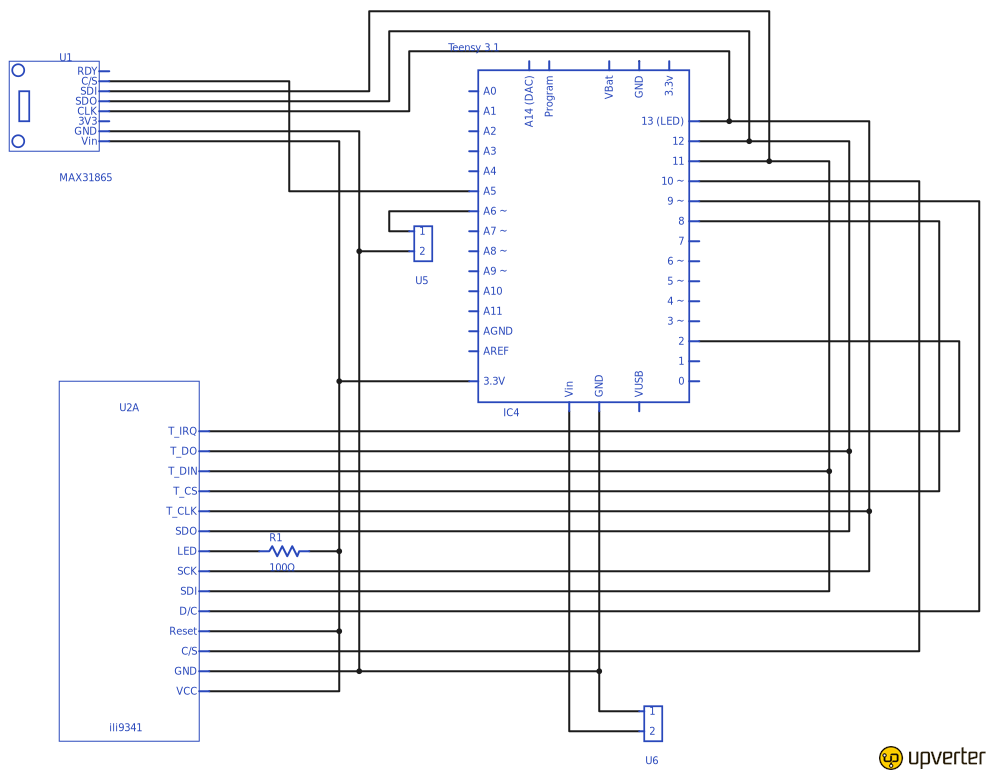 U1
RDY
C/S
SDI
SDO
CLK
3V3
GND
Vin
MAX31865
Teensy 3.1
A14 (DAC)
Program
VBat
GND
3.3v
A0
A1
A2
A3
A4
A5
A6 ~
A7 ~
A8 ~
A9 ~
A10
A11
AGND
AREF
3.3V
13 (LED)
12
11
10 ~
9 ~
8
7
6 ~
5 ~
4 ~
3 ~
2
1
0
Vin
GND
VUSB
IC4
1
2
U5
U2A
T_IRQ
T_DO
T_DIN
T_CS
T_CLK
SDO
LED
SCK
SDI
D/C
Reset
C/S
GND
VCC
ili9341
R1
100Ω
1
2
U6
upverter